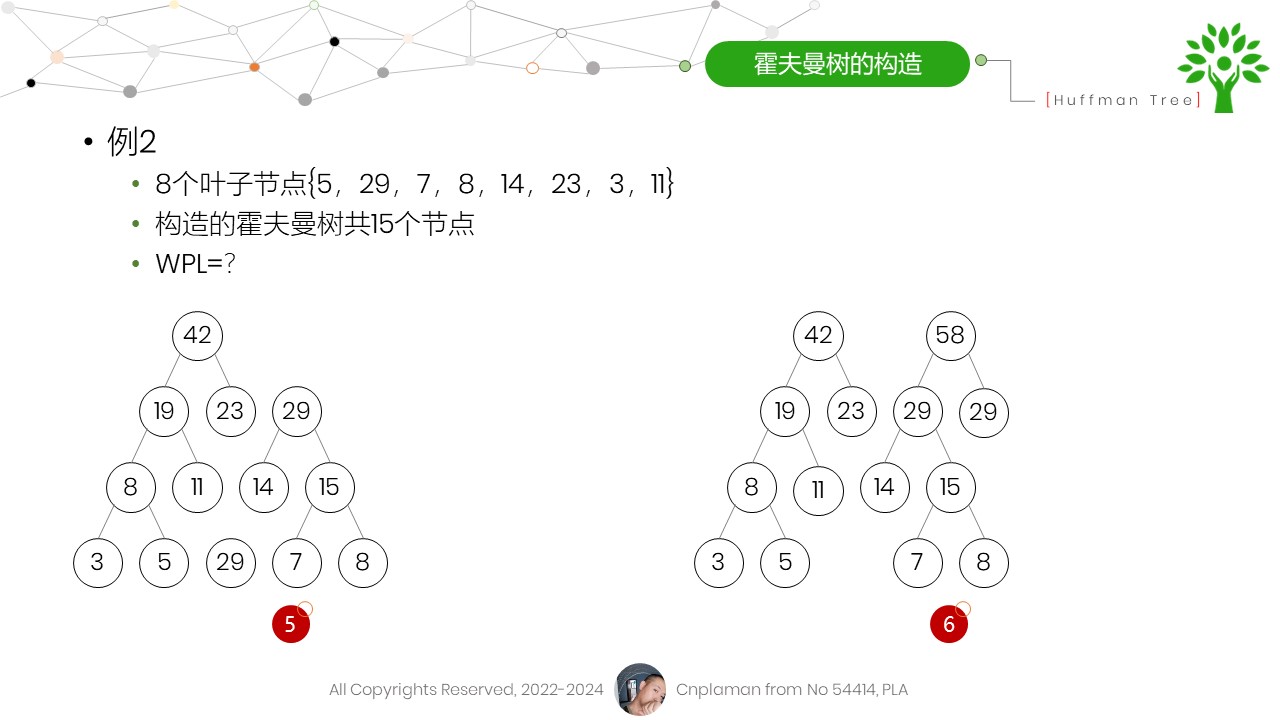 霍夫曼树的构造
[Huffman Tree]
• 例2
• 8个叶子节点{5，29，7，8，14，23，3，11}
• 构造的霍夫曼树共15个节点
• WPL=？
42 42 58
19 23 29 19 23 29 29
8 11 14 15 8 11 14 15
3 5 29 7 8 3 5 7 8
5 6
All Copyrights Reserved, 2022-2024 Cnplaman from No 54414, PLA